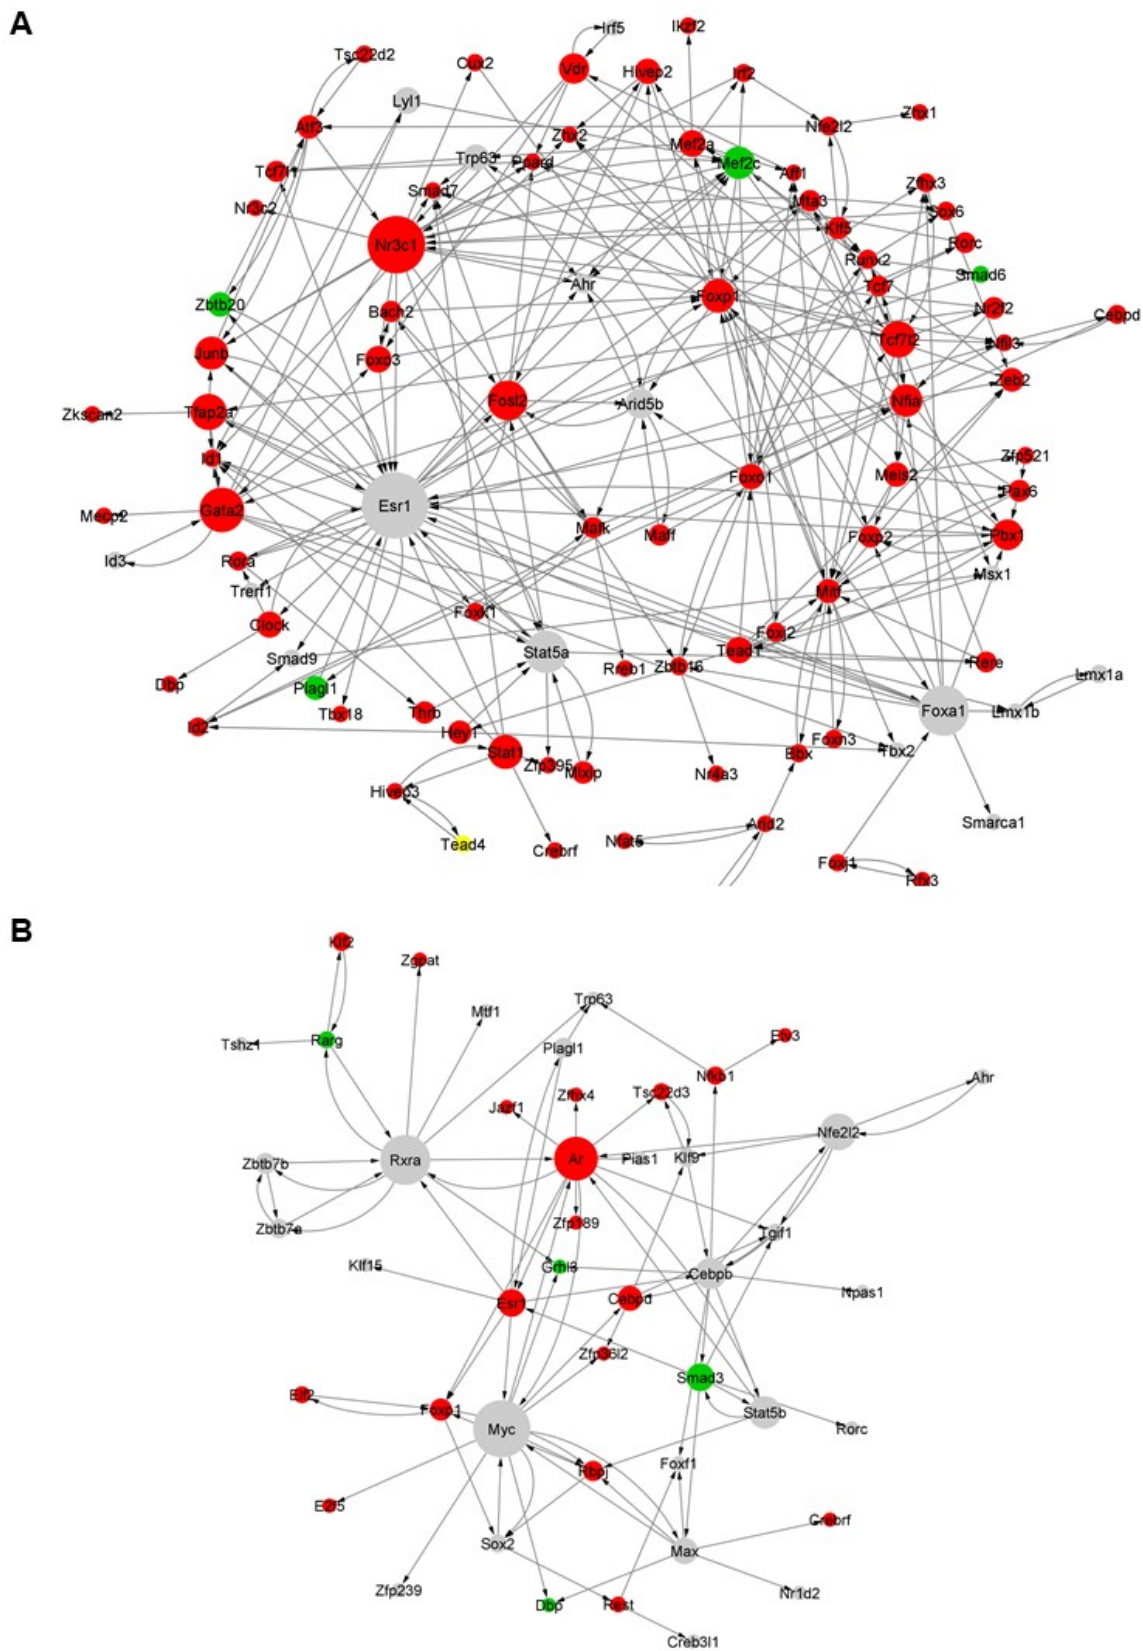 A
Irf5
Ikzf2
Tsc22d2
Cux2
Vdr
Hivep2
Irf2
Lyl1
Zhx1
Atf3
Zhx2
Nfe2l2
Mef2a
Trp63
Ppard
Mef2c
Tcf7l1
Aff1
Smad7
Zfhx3
Nr3c2
Mta3
Sox6
Klf5
Nr3c1
Rorc
Runx2
Smad6
Ahr
Tcf7
Zbtb20
Foxp1
Bach2
Nr2f2
Cebpd
Tcf7l2
Nfil3
Junb
Foxo3
Zeb2
Fosl2
Arid5b
Nfia
Zkscan2
Tfap2a
Id1
Zfp521
Foxo1
Meis2
Pax6
Esr1
Gata2
Mecp2
Mafk
Maff
Foxp2
Pbx1
Id3
Rora
Msx1
Trerf1
Mitf
Foxk1
Clock
Foxj2
Stat5a
Tead1
Smad9
Rreb1
Zbtb16
Rere
Lmx1a
Dbp
Plagl1
Tbx18
Thrb
Foxa1
Lmx1b
Id2
Hey1
Foxn3
Stat1
Bbx
Tbx2
Zfp395
Mlxip
Nr4a3
Hivep3
Smarca1
Arid2
Tead4
Crebrf
Nfat5
Foxj1
Rfx3
B
Klf2
Zgpat
Trp63
Mtf1
Rarg
Tshz1
Plagl1
Etv3
Nfkb1
Ahr
Zfhx4
Tsc22d3
Jazf1
Nfe2l2
Zbtb7b
Rxra
Ar
Pias1
Klf9
Zbtb7a
Zfp189
Tgif1
Klf15
Grhl3
Cebpb
Npas1
Esr1
Cebpd
Zfp36l2
Smad3
Elf2
Foxp1
Stat5b
Myc
Rorc
Foxf1
Rbpj
E2f5
Crebrf
Sox2
Max
Zfp239
Nr1d2
Dbp
Rest
Creb3l1